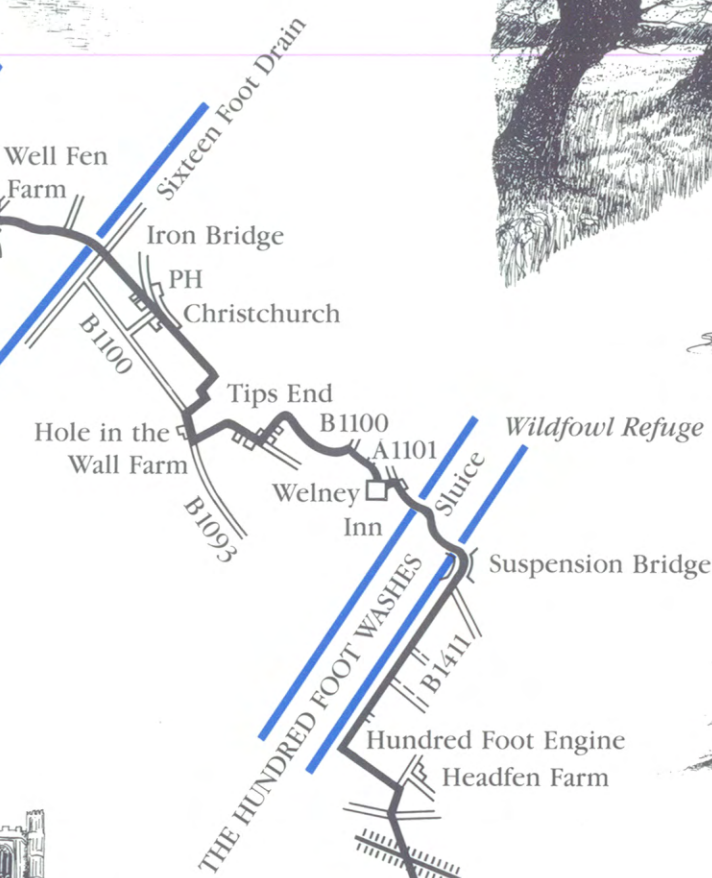 Sixteen Foot Drain
Well Fen
Farm
Iron Bridge
PH
Christchurch
B1100
Tips End
B1100
Wildfowl Refuge
Hole in the
Wall Farm
A1101
Sluice
Welney
Inn
B1093
Suspension Bridge
THE HUNDRED FOOT WASHES
B1411
Hundred Foot Engine
Headfen Farm